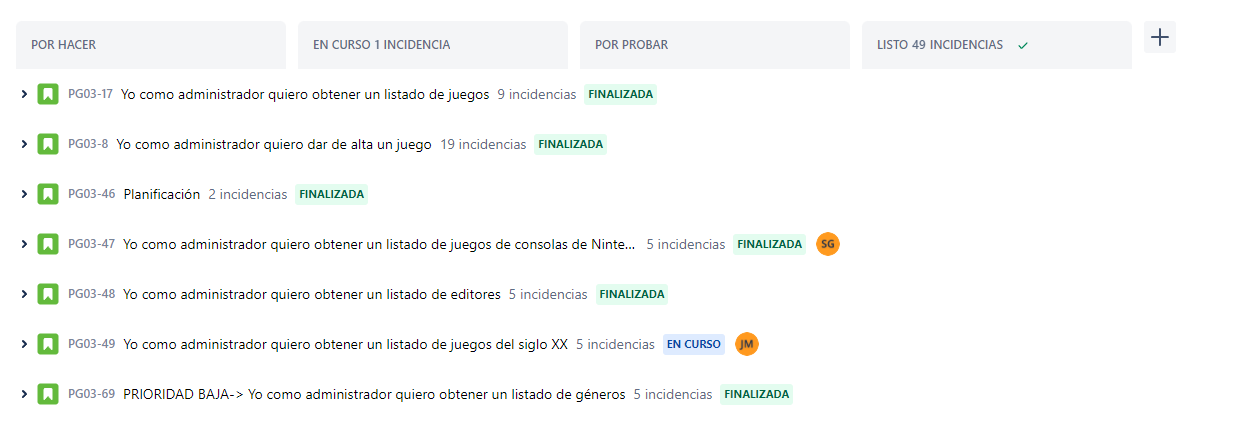 POR HACER EN CURSO 1 INCIDENCIA POR PROBAR LISTO 49 INCIDENCIAS
PG03-17 Yo como administrador quiero obtener un listado de juegos 9 incidencias FINALIZADA
PG03-8 Yo como administrador quiero dar de alta un juego 19 incidencias FINALIZADA
PG03-46 Planificación 2 incidencias FINALIZADA
PG03-47 Yo como administrador quiero obtener un listado de juegos de consolas de Ninte... 5 incidencias FINALIZADA SG
PG03-48 Yo como administrador quiero obtener un listado de editores 5 incidencias FINALIZADA
PG03-49 Yo como administrador quiero obtener un listado de juegos del siglo XX 5 incidencias EN CURSO JM
PG03-69 PRIORIDAD BAJA-> Yo como administrador quiero obtener un listado de géneros 5 incidencias FINALIZADA